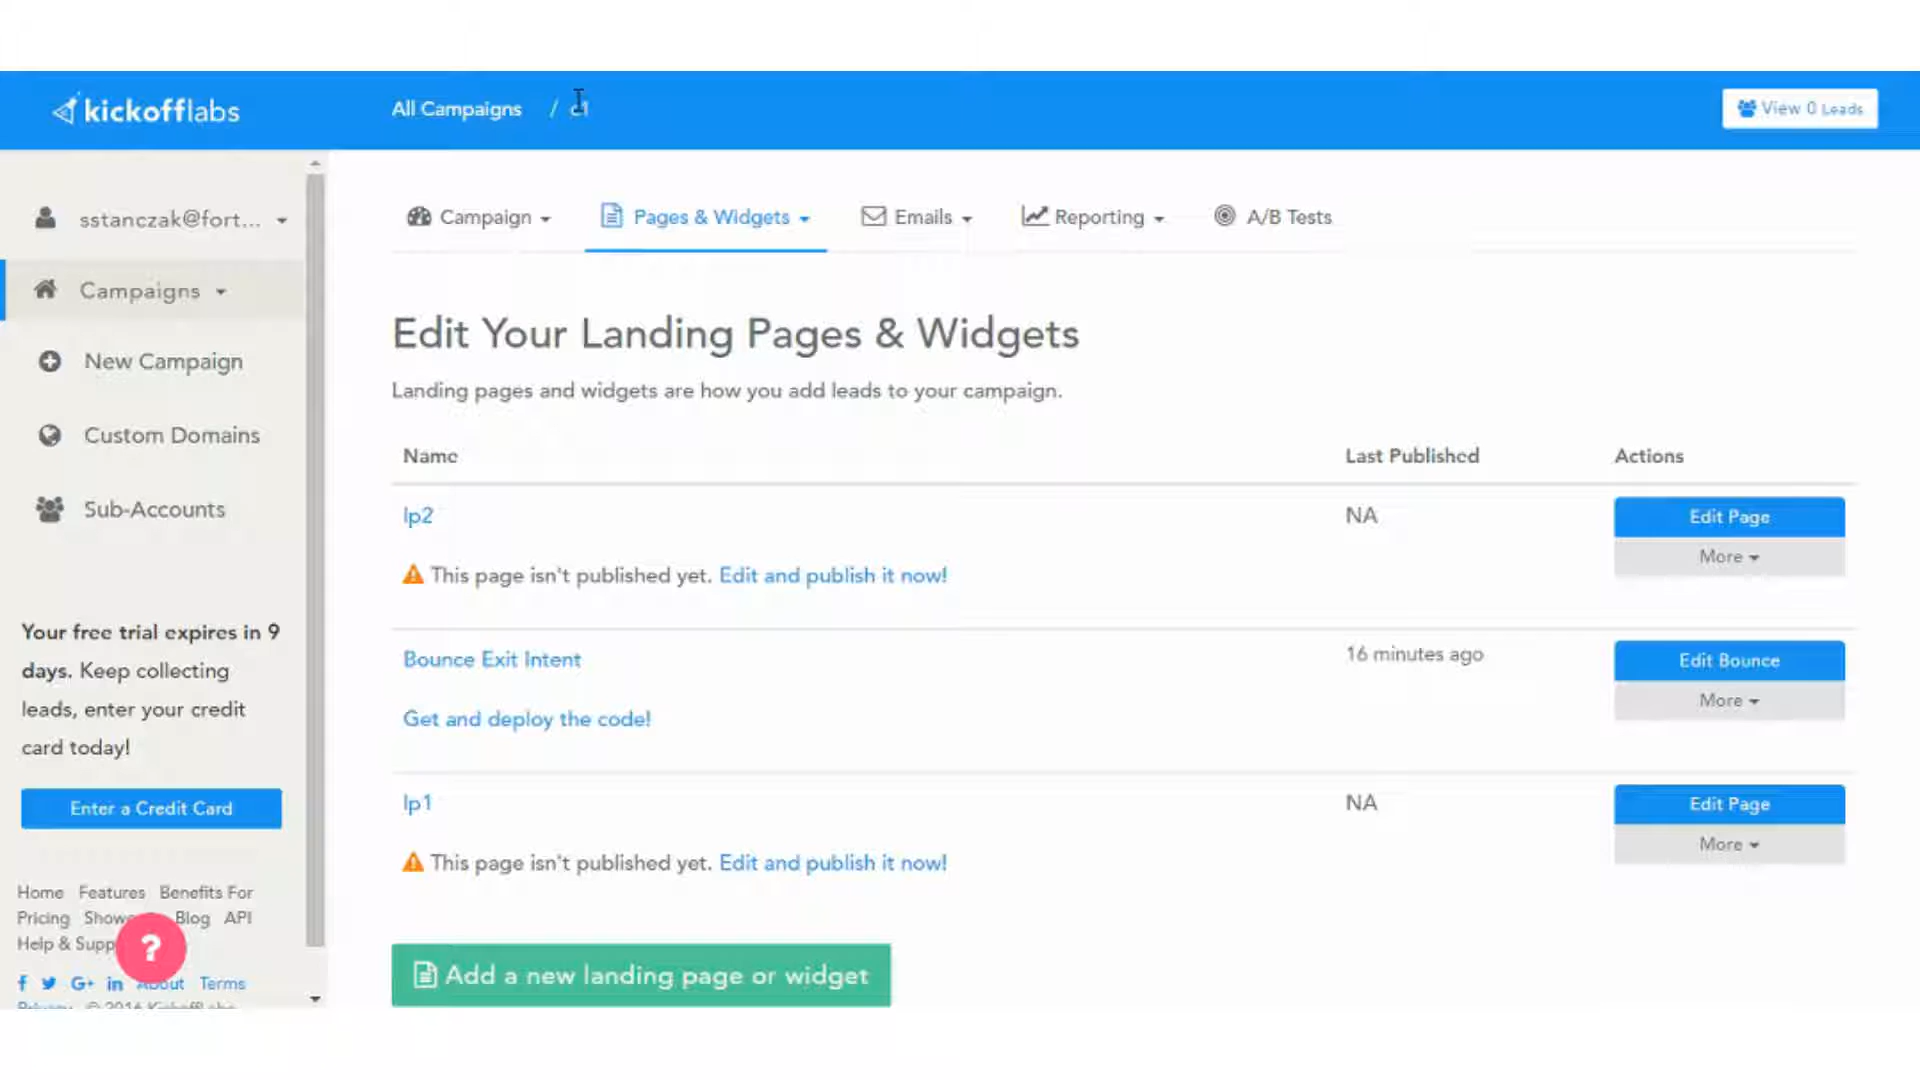 kickofflabs
All Campaigns / c1
View 0 Leads
sstanczak@fort...
Campaigns
New Campaign
Custom Domains
Sub-Accounts
Your free trial expires in 9
days. Keep collecting
leads, enter your credit
card today!
Enter a Credit Card
Home Features Benefits For
Pricing Blog API
Help &
?
G+ in About Terms
Privacy © 2016 KickoffLabs
Campaign Pages & Widgets Emails Reporting A/B Tests
Edit Your Landing Pages & Widgets
Landing pages and widgets are how you add leads to your campaign.
Name Last Published Actions
lp2 NA Edit Page
More
This page isn't published yet. Edit and publish it now!
Bounce Exit Intent 16 minutes ago Edit Bounce
More
Get and deploy the code!
lp1 NA Edit Page
More
This page isn't published yet. Edit and publish it now!
Add a new landing page or widget